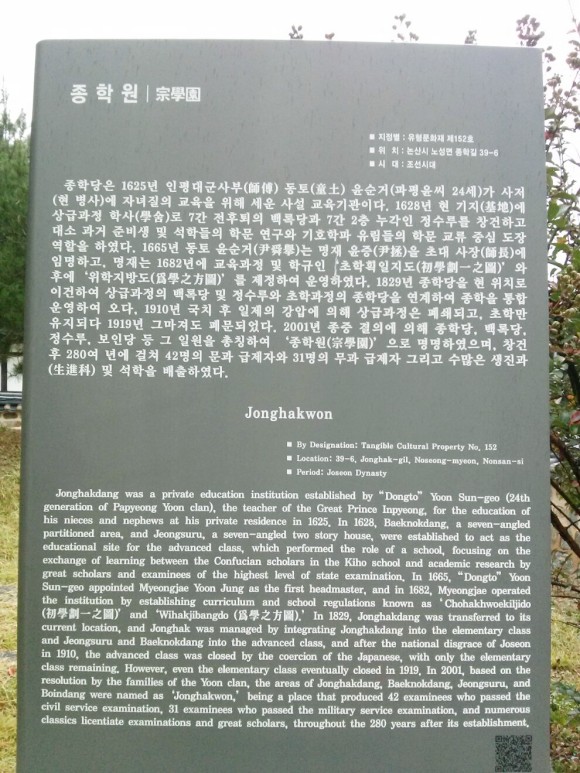 종학원 | 宗學園
■ 지정별 : 유형문화재 제152호
■ 위 치 : 논산시 노성면 종학길 39-6
■ 시 대 : 조선시대
종학당은 1625년 인평대군사부(師傅) 동토(童土) 윤순거(파평윤씨 24세)가 사저
(현 병사)에 자녀질의 교육을 위해 세운 사설 교육기관이다. 1628년 현 기지(基地)에
상급과정 학사(學舍)로 7간 전후퇴의 백록당과 7간 2층 누각인 정수루를 창건하고
대소 과거 준비생 및 석학들의 학문 연구와 기호학파 유림들의 학문 교류 중심 도장
역할을 하였다. 1665년 동토 윤순거(尹舜擧)는 명재 윤증(尹拯)을 초대 사장(師長)에
임명하고, 명재는 1682년에 교육과정 및 학규인 '초학획일지도(初學劃一之圖)' 와
후에 '위학지방도(爲學之方圖)' 를 제정하여 운영하였다. 1829년 종학당을 현 위치로
이건하여 상급과정의 백록당 및 정수루와 초학과정의 종학당을 연계하여 종학을 통합
운영하여 오다. 1910년 국치 후 일제의 강압에 의해 상급과정은 폐쇄되고, 초학만
유지되다 1919년 그마저도 폐문되었다. 2001년 종중 결의에 의해 종학당, 백록당,
정수루, 보인당 등 그 일원을 총칭하여 '종학원(宗學園)' 으로 명명하였으며, 창건
후 280여 년에 걸쳐 42명의 문과 급제자와 31명의 무과 급제자 그리고 수많은 생진과
(生進科) 및 석학을 배출하였다.
Jonghakwon
■ By Designation: Tangible Cultural Property No. 152
■ Location: 39-6, Jonghak-gil, Noseong-myeon, Nonsan-si
■ Period: Joseon Dynasty
Jonghakdang was a private education institution established by "Dongto" Yoon Sun-geo (24th
generation of Papyeong Yoon clan), the teacher of the Great Prince Inpyeong, for the education of
his nieces and nephews at his private residence in 1625. In 1628, Baeknokdang, a seven-angled
partitioned area, and Jeongsuru, a seven-angled two story house, were established to act as the
educational site for the advanced class, which performed the role of a school, focusing on the
exchange of learning between the Confucian scholars in the Kiho school and academic research by
great scholars and examinees of the highest level of state examination. In 1665, "Dongto" Yoon
Sun-geo appointed Myeongjae Yoon Jung as the first headmaster, and in 1682, Myeongjae operated
the institution by establishing curriculum and school regulations known as 'Chohakhwoekiljido
(初學劃一之圖)' and 'Wihakjibangdo (爲學之方圖).' In 1829, Jonghakdang was transferred to its
current location, and Jonghak was managed by integrating Jonghakdang into the elementary class
and Jeongsuru and Baeknokdang into the advanced class, and after the national disgrace of Joseon
in 1910, the advanced class was closed by the coercion of the Japanese, with only the elementary
class remaining. However, even the elementary class eventually closed in 1919. In 2001, based on the
resolution by the families of the Yoon clan, the areas of Jonghakdang, Baeknokdang, Jeongsuru, and
Boindang were named as 'Jonghakwon,' being a place that produced 42 examinees who passed the
civil service examination, 31 examinees who passed the military service examination, and numerous
classics licentiate examinations and great scholars, throughout the 280 years after its establishment.